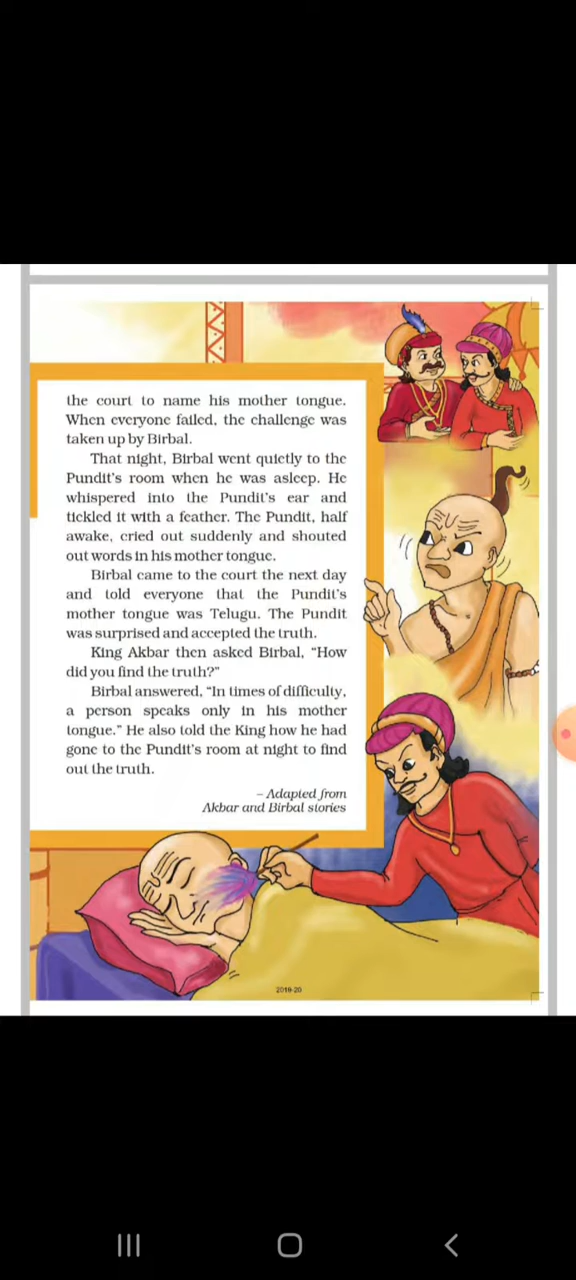 the court to name his mother tongue.
When everyone failed, the challenge was
taken up by Birbal.
That night, Birbal went quietly to the
Pundit's room when he was asleep. He
whispered into the Pundit's ear and
tickled it with a feather. The Pundit, half
awake, cried out suddenly and shouted
out words in his mother tongue.
Birbal came to the court the next day
and told everyone that the Pundit's
mother tongue was Telugu. The Pundit
was surprised and accepted the truth.
King Akbar then asked Birbal, “How
did you find the truth?”
Birbal answered, “In times of difficulty,
a person speaks only in his mother
tongue.” He also told the King how he had
gone to the Pundit's room at night to find
out the truth.
– Adapted from
Akbar and Birbal stories
2019-20